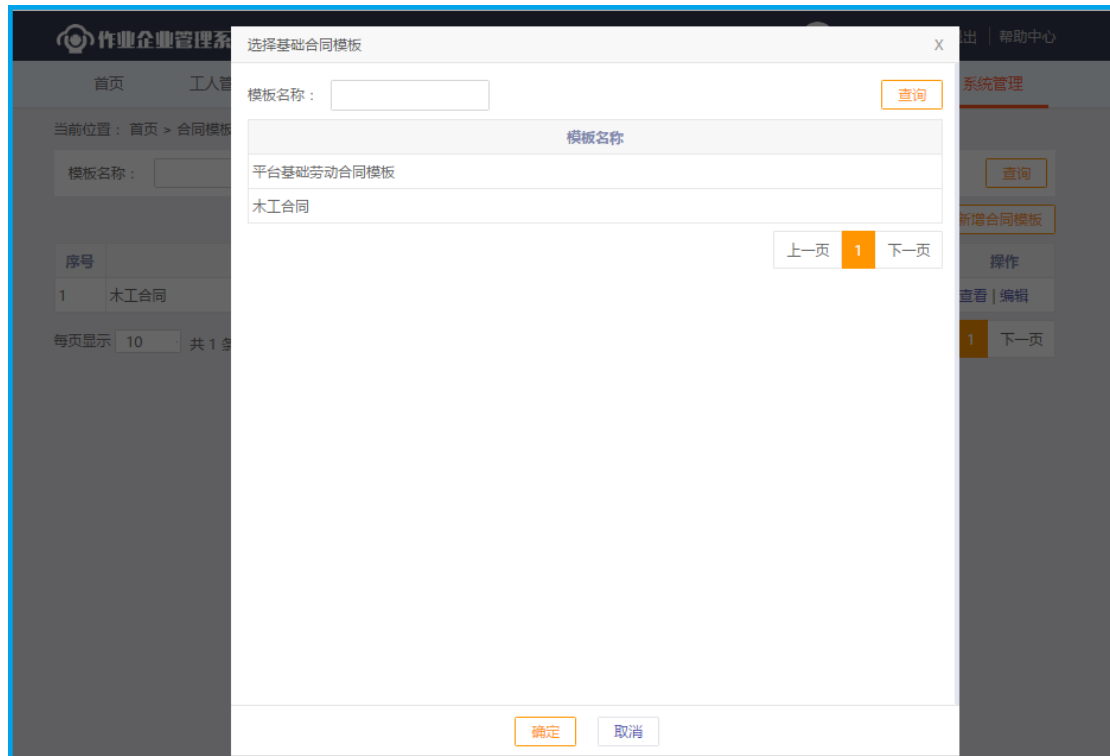 作业企业管理系
出 | 帮助中心
首页
工人管
系统管理
当前位置： 首页 > 合同模板
模板名称：
查询
新增合同模板
序号
操作
1
木工合同
查看 | 编辑
每页显示 10
共 1 条
1
下一页
选择基础合同模板
X
模板名称：
查询
模板名称
平台基础劳动合同模板
木工合同
上一页
1
下一页
确定
取消